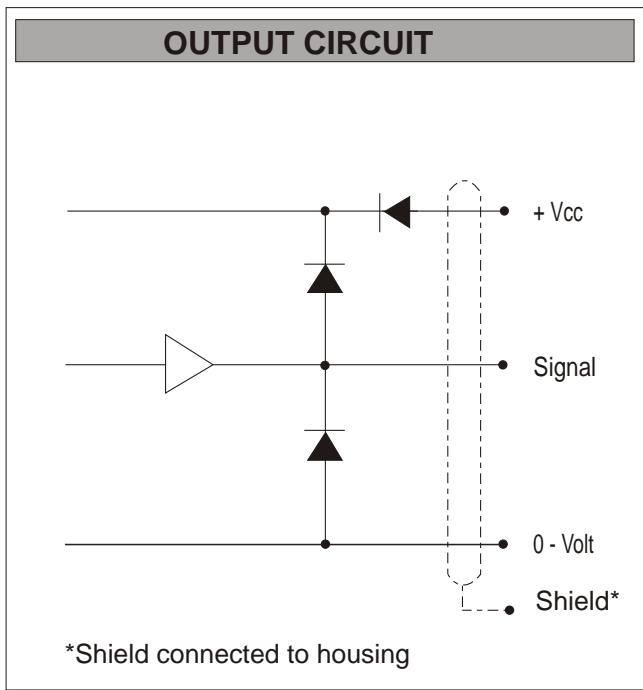 OUTPUT CIRCUIT
+ Vcc
Signal
0 - Volt
Shield*
*Shield connected to housing